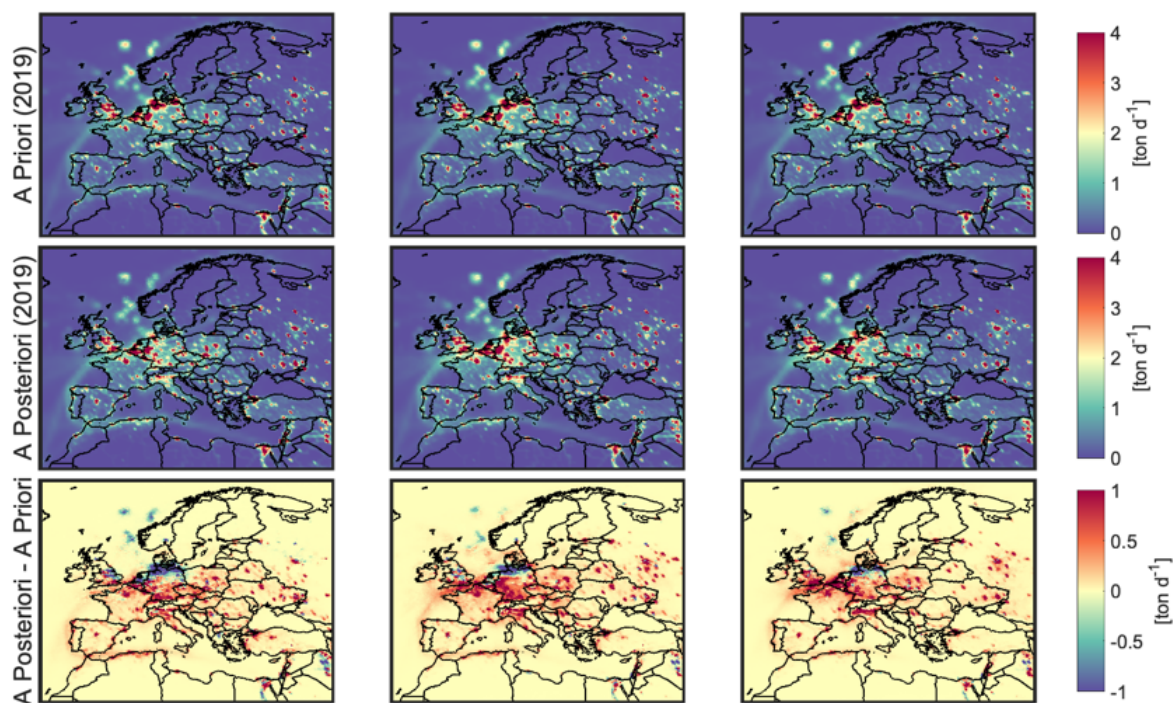 A Priori (2019)
4
3
2
1
0
[ton d⁻¹]
A Posteriori (2019)
4
3
2
1
0
[ton d⁻¹]
A Posteriori - A Priori
1
0.5
0
-0.5
-1
[ton d⁻¹]